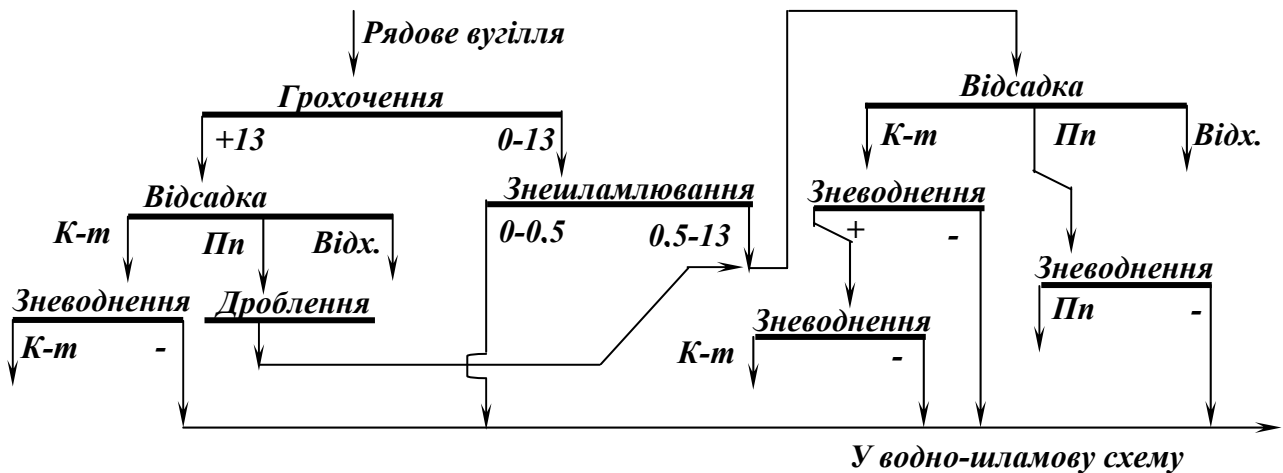 Рядове вугілля
Грохочення
+13
0-13
Відсадка
К-т
Пп
Відх.
Знешламлювання
0-0.5
0.5-13
Зневоднення
К-т
-
Дроблення
Відсадка
К-т
Пп
Відх.
Зневоднення
+
-
Зневоднення
К-т
-
Зневоднення
Пп
-
У водно-шламову схему